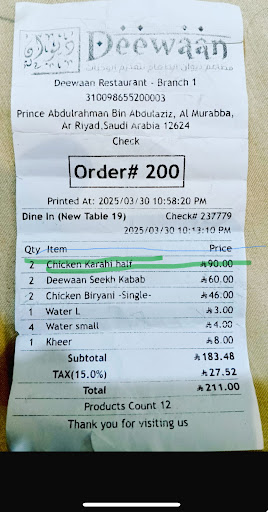 Deewaan
Deewaan Restaurant - Branch 1
310098655200003
Prince Abdulrahman Bin Abdulaziz, Al Murabba,
Ar Riyad,Saudi Arabia 12624
Check
Order# 200
Printed At: 2025/03/30 10:58:20 PM
Dine In (New Table 19) Check# 237779
2025/03/30 10:13:10 PM
Qty Item Price
2 Chicken Karahi half 90.00
2 Deewaan Seekh Kabab 60.00
2 Chicken Biryani -Single- 46.00
1 Water L 3.00
4 Water small 4.00
1 Kheer 8.00
Subtotal 183.48
TAX(15.0%) 27.52
Total 211.00
Products Count 12
Thank you for visiting us